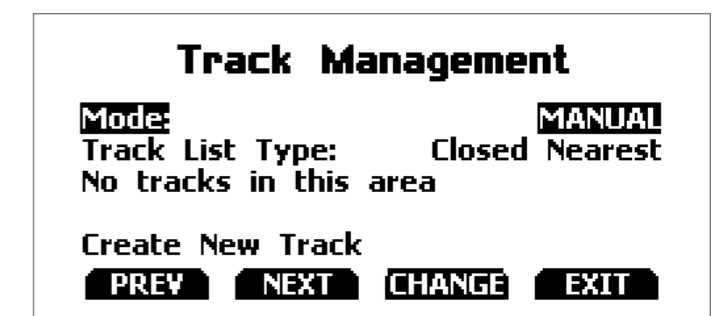 Track Management
Mode: MANUAL
Track List Type: Closed Nearest
No tracks in this area
Create New Track
PREV NEXT CHANGE EXIT